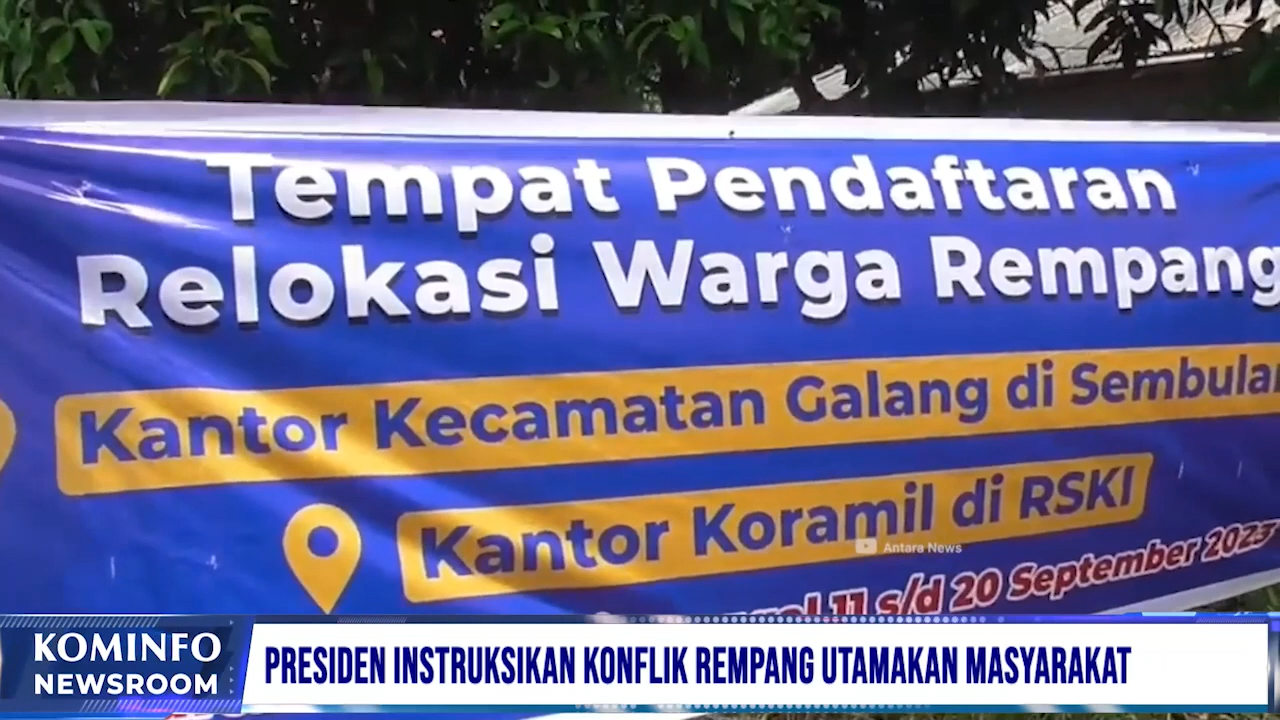 Tempat Pendaftaran
Relokasi Warga Rempang
Kantor Kecamatan Galang di
Kantor Koramil di RSKI
11 s/d 20 September 2023
Antara News
KOMINFO
NEWSROOM
PRESIDEN INSTRUKSIKAN KONFLIK REMPANG UTAMAKAN MASYARAKAT